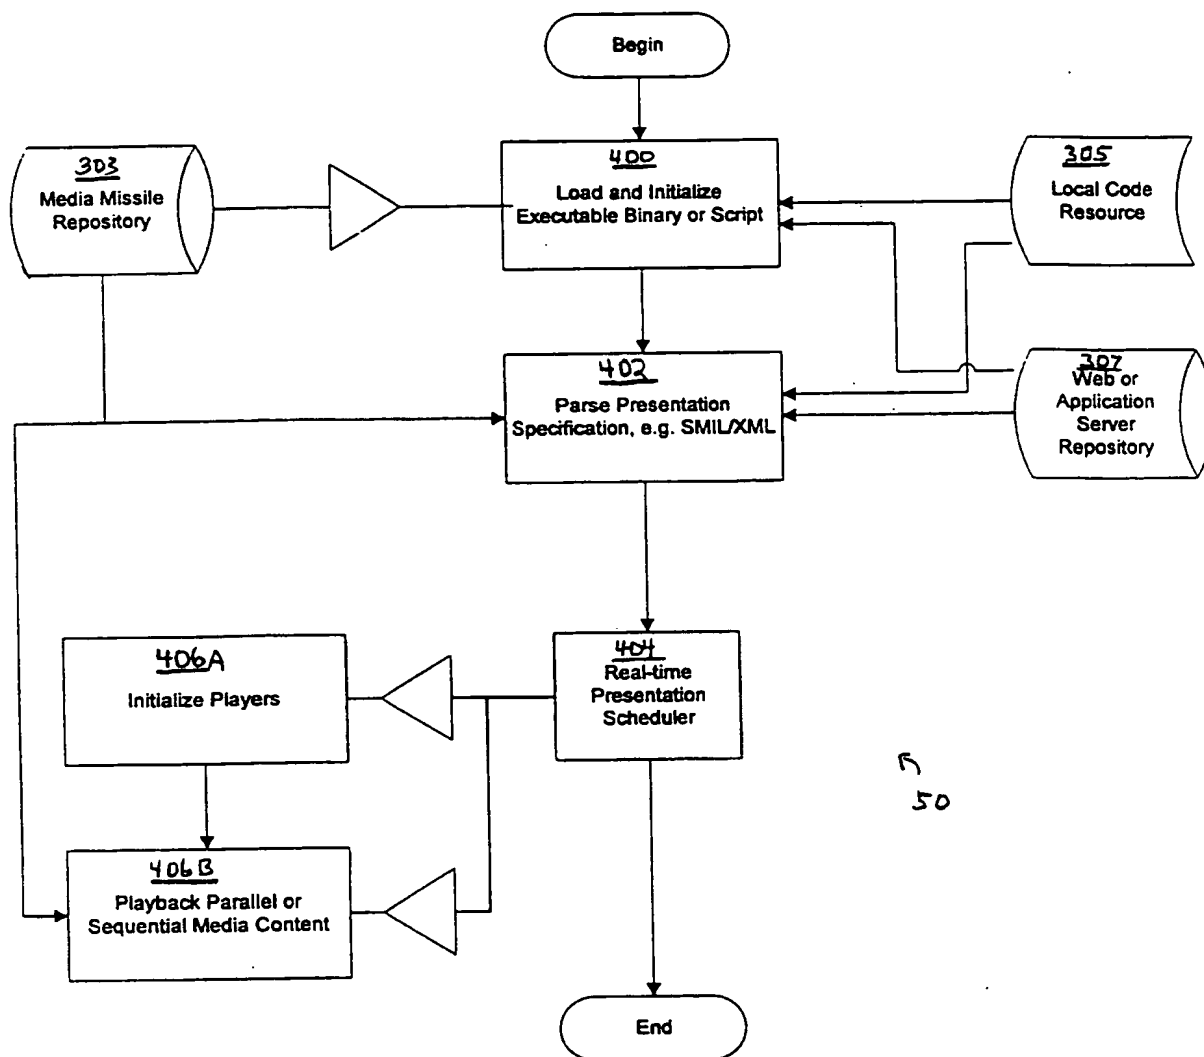 Begin
303
Media Missile
Repository
400
Load and Initialize
Executable Binary or Script
305
Local Code
Resource
402
Parse Presentation
Specification, e.g. SMIL/XML
307
Web or
Application
Server
Repository
406A
Initialize Players
404
Real-time
Presentation
Scheduler
50
406B
Playback Parallel or
Sequential Media Content
End